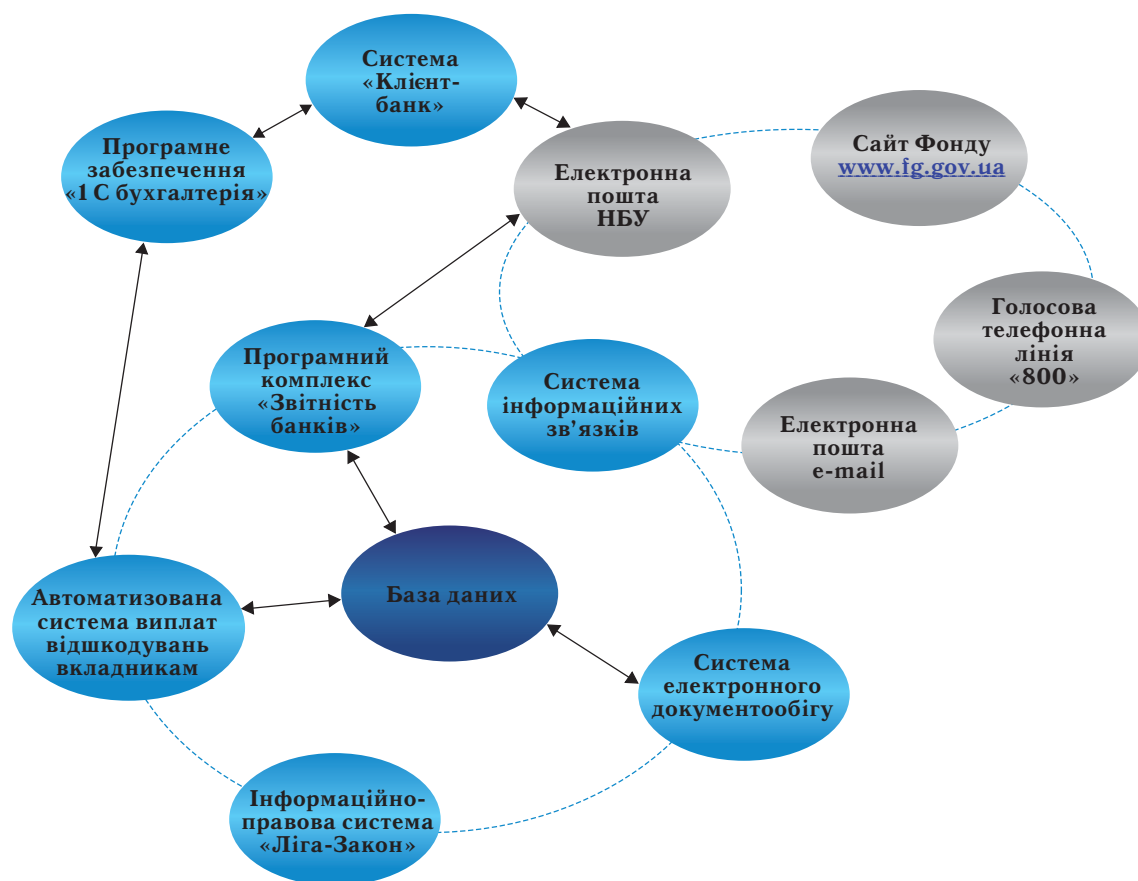 Система
«Клієнт-
банк»
Програмне
забезпечення
«1 С бухгалтерія»
Електронна
пошта
НБУ
Сайт Фонду
www.fg.gov.ua
Голосова
телефонна
лінія
«800»
Програмний
комплекс
«Звітність
банків»
Система
інформаційних
зв’язків
Електронна
пошта
e-mail
База даних
Автоматизована
система виплат
відшкодувань
вкладникам
Система
електронного
документообігу
Інформаційно-
правова система
«Ліга-Закон»